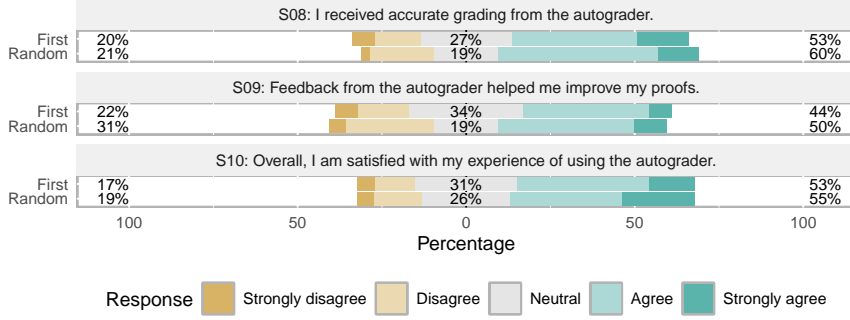 S08: I received accurate grading from the autograder.
First 20% 27% 53%
Random 21% 19% 60%
S09: Feedback from the autograder helped me improve my proofs.
First 22% 34% 44%
Random 31% 19% 50%
S10: Overall, I am satisfied with my experience of using the autograder.
First 17% 31% 53%
Random 19% 26% 55%
100 50 0 50 100
Percentage
Response Strongly disagree Disagree Neutral Agree Strongly agree